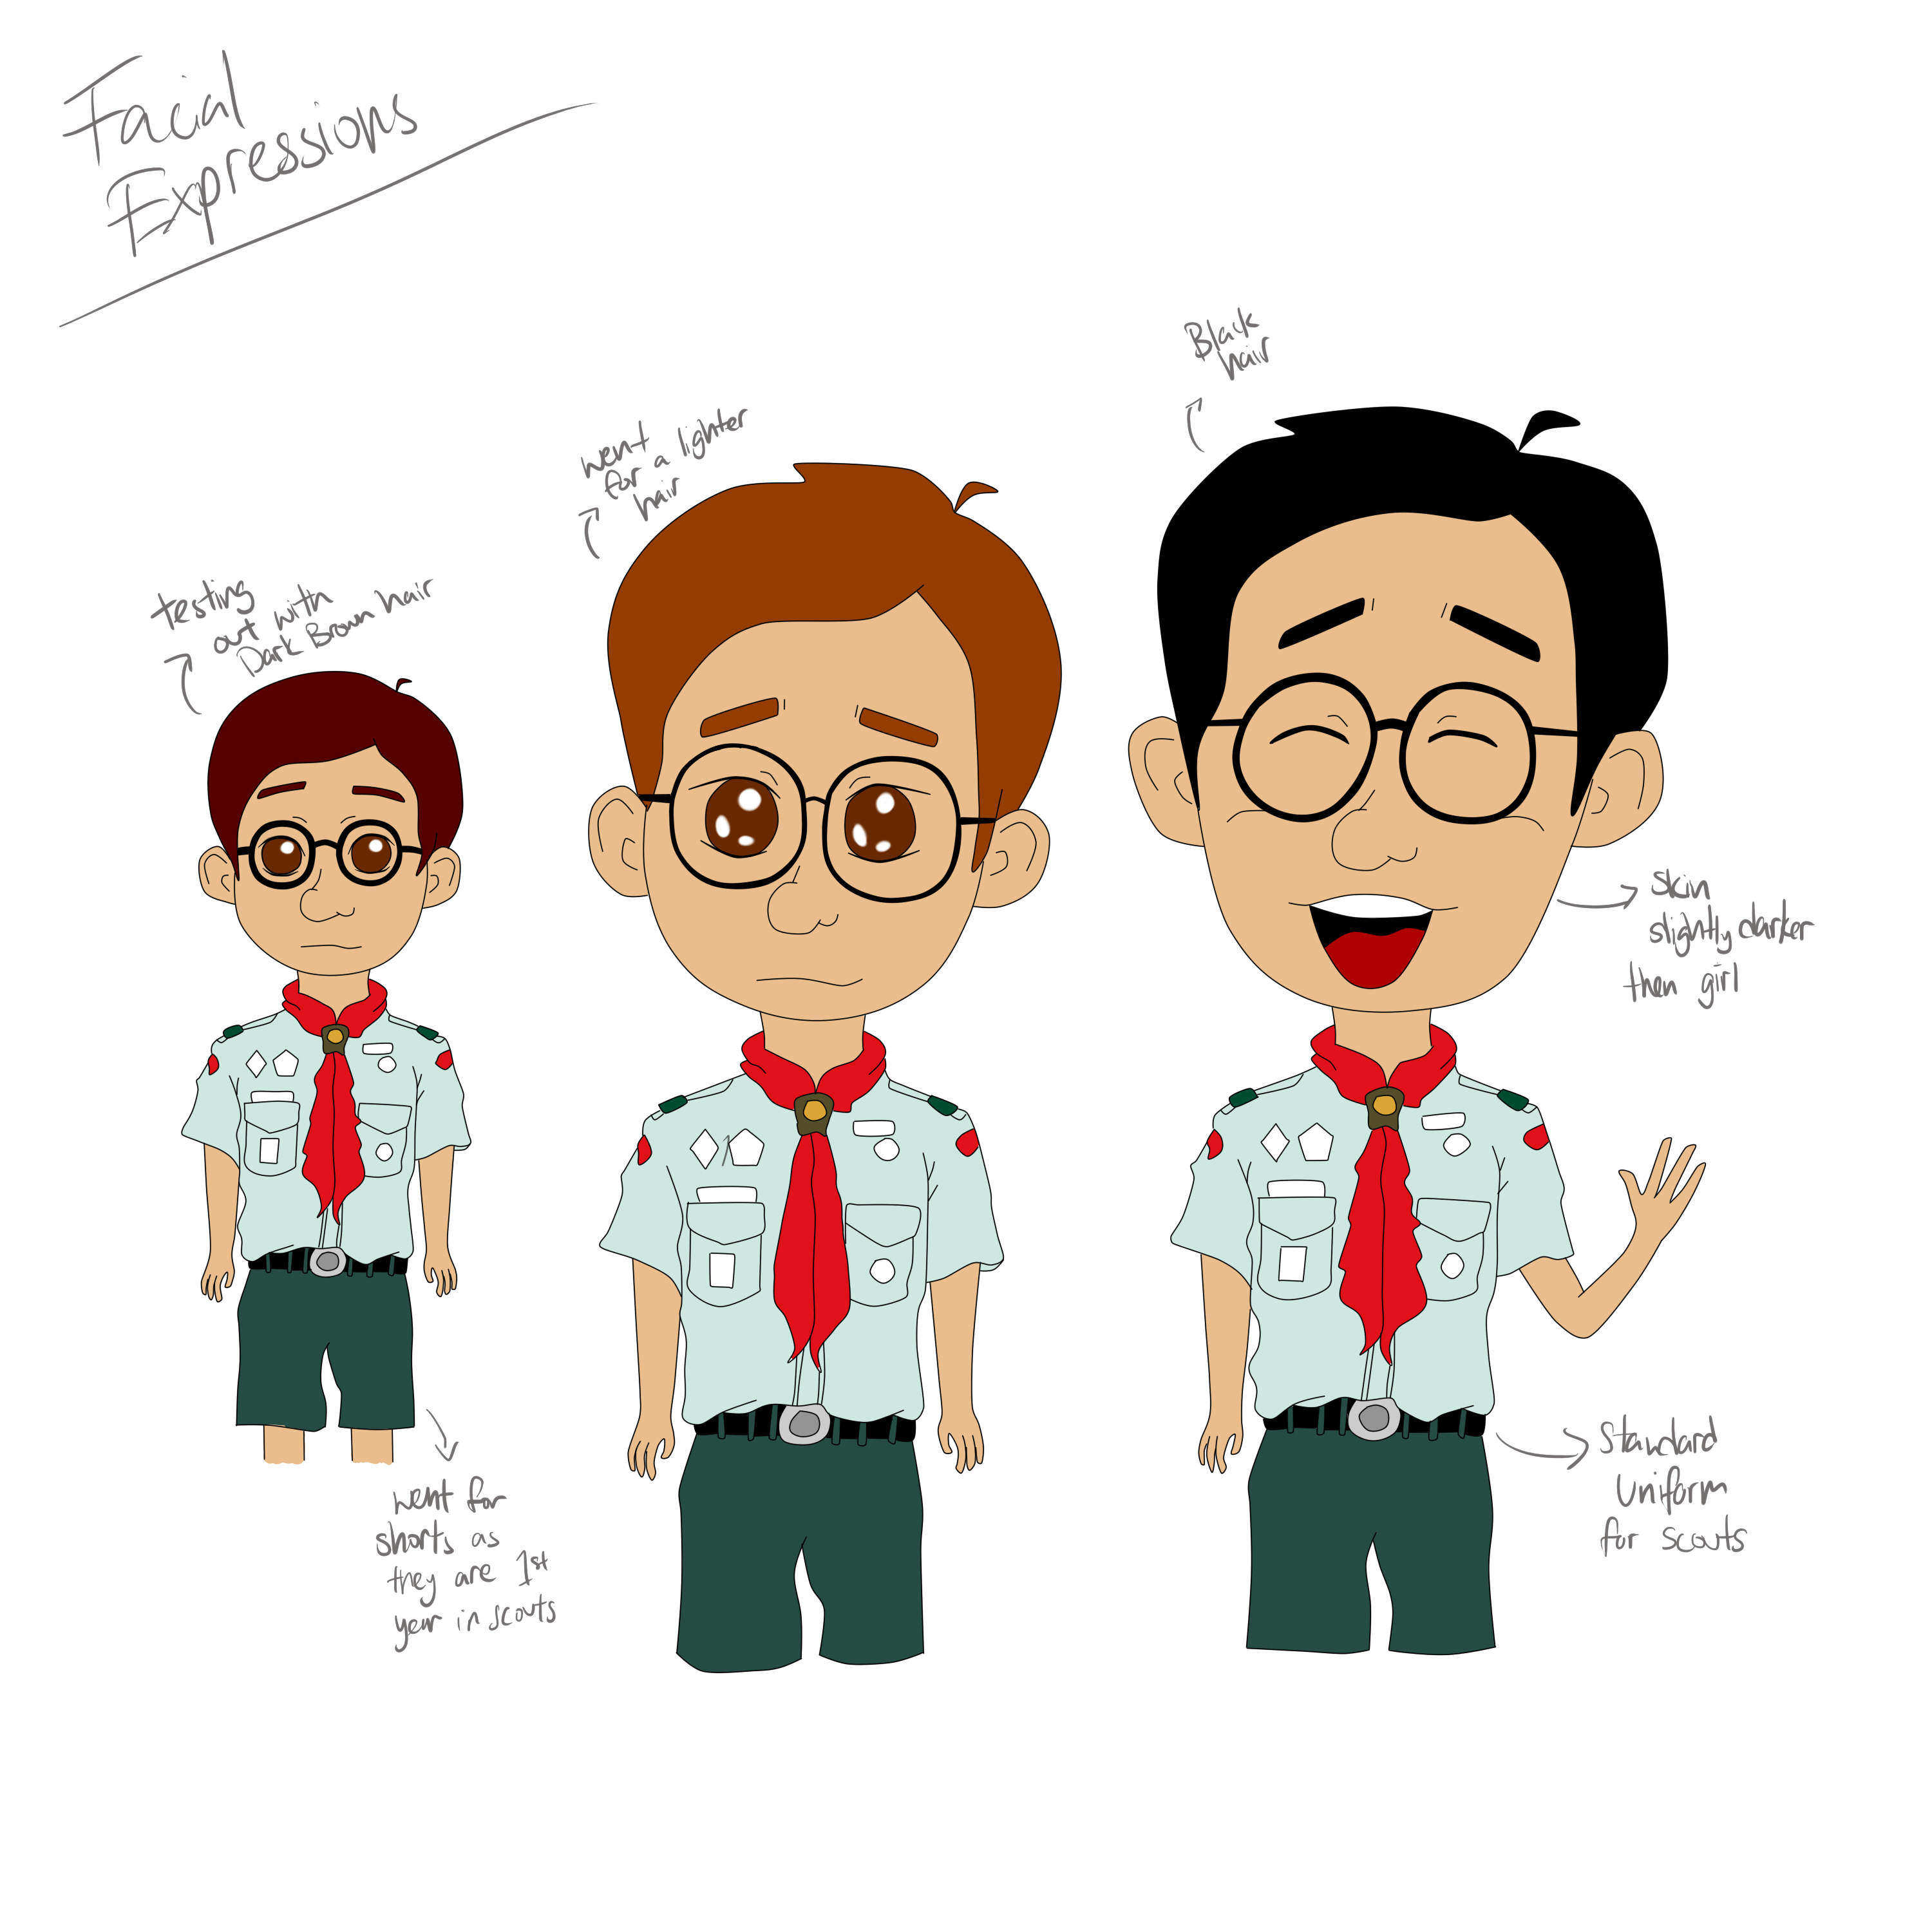 Facial
Expressions
Black
hair
went
for a lighter
hair
testing
out with
Dark Brown hair
skin
slightly darker
then girl
Standard
Uniform
for scouts
went for
shorts as
they are 1st
year in scouts